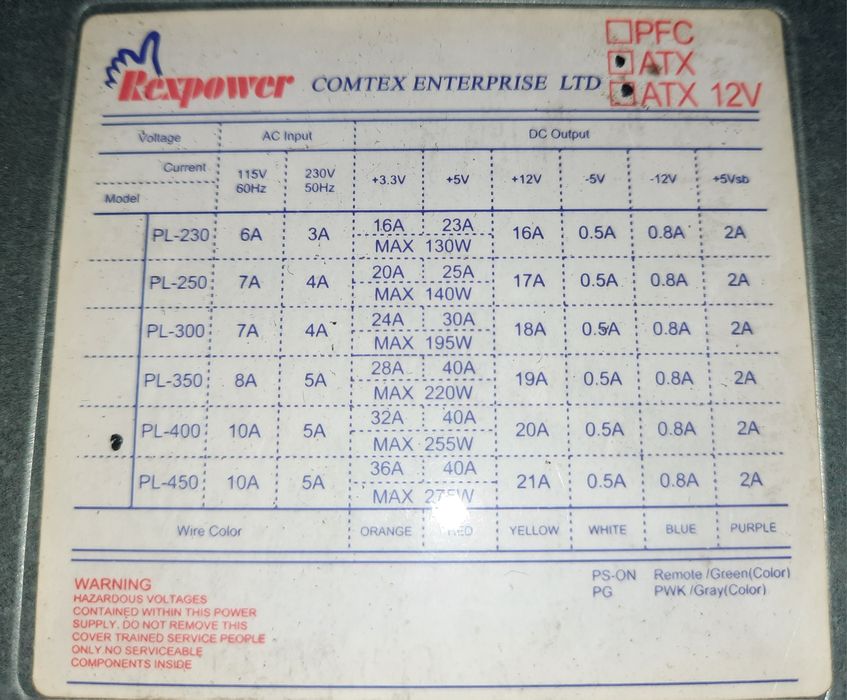 PFC
ATX
Rexpower COMTEX ENTERPRISE LTD ATX 12V
Voltage AC Input DC Output
Current 115V 60Hz 230V 50Hz +3.3V +5V +12V -5V -12V +5Vsb
Model
PL-230 6A 3A 16A 23A 16A 0.5A 0.8A 2A
MAX 130W
PL-250 7A 4A 20A 25A 17A 0.5A 0.8A 2A
MAX 140W
PL-300 7A 4A 24A 30A 18A 0.5A 0.8A 2A
MAX 195W
PL-350 8A 5A 28A 40A 19A 0.5A 0.8A 2A
MAX 220W
PL-400 10A 5A 32A 40A 20A 0.5A 0.8A 2A
MAX 255W
PL-450 10A 5A 36A 40A 21A 0.5A 0.8A 2A
MAX 275W
Wire Color ORANGE RED YELLOW WHITE BLUE PURPLE
PS-ON Remote /Green(Color)
PG PWK /Gray(Color)
WARNING
HAZARDOUS VOLTAGES
CONTAINED WITHIN THIS POWER
SUPPLY. DO NOT REMOVE THIS
COVER TRAINED SERVICE PEOPLE
ONLY.NO SERVICEABLE
COMPONENTS INSIDE